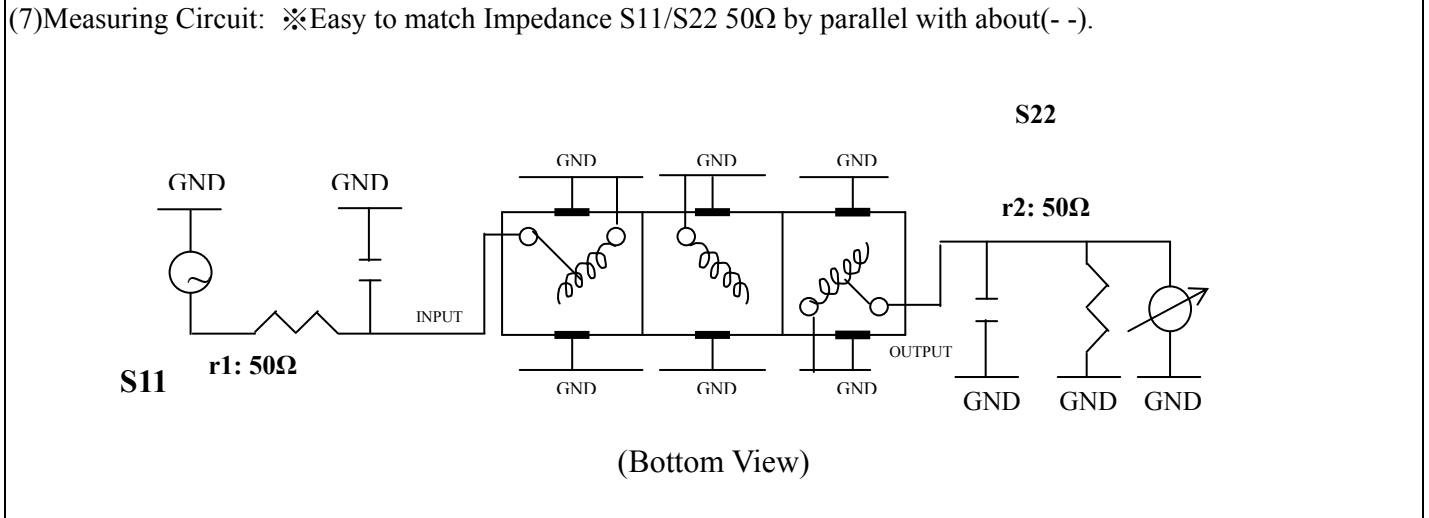 (7)Measuring Circuit: ※Easy to match Impedance S11/S22 50Ω by parallel with about(- -).
S22
GND GND GND
GND GND
r2: 50Ω
INPUT
OUTPUT
r1: 50Ω
S11
GND GND GND
GND GND GND
(Bottom View)